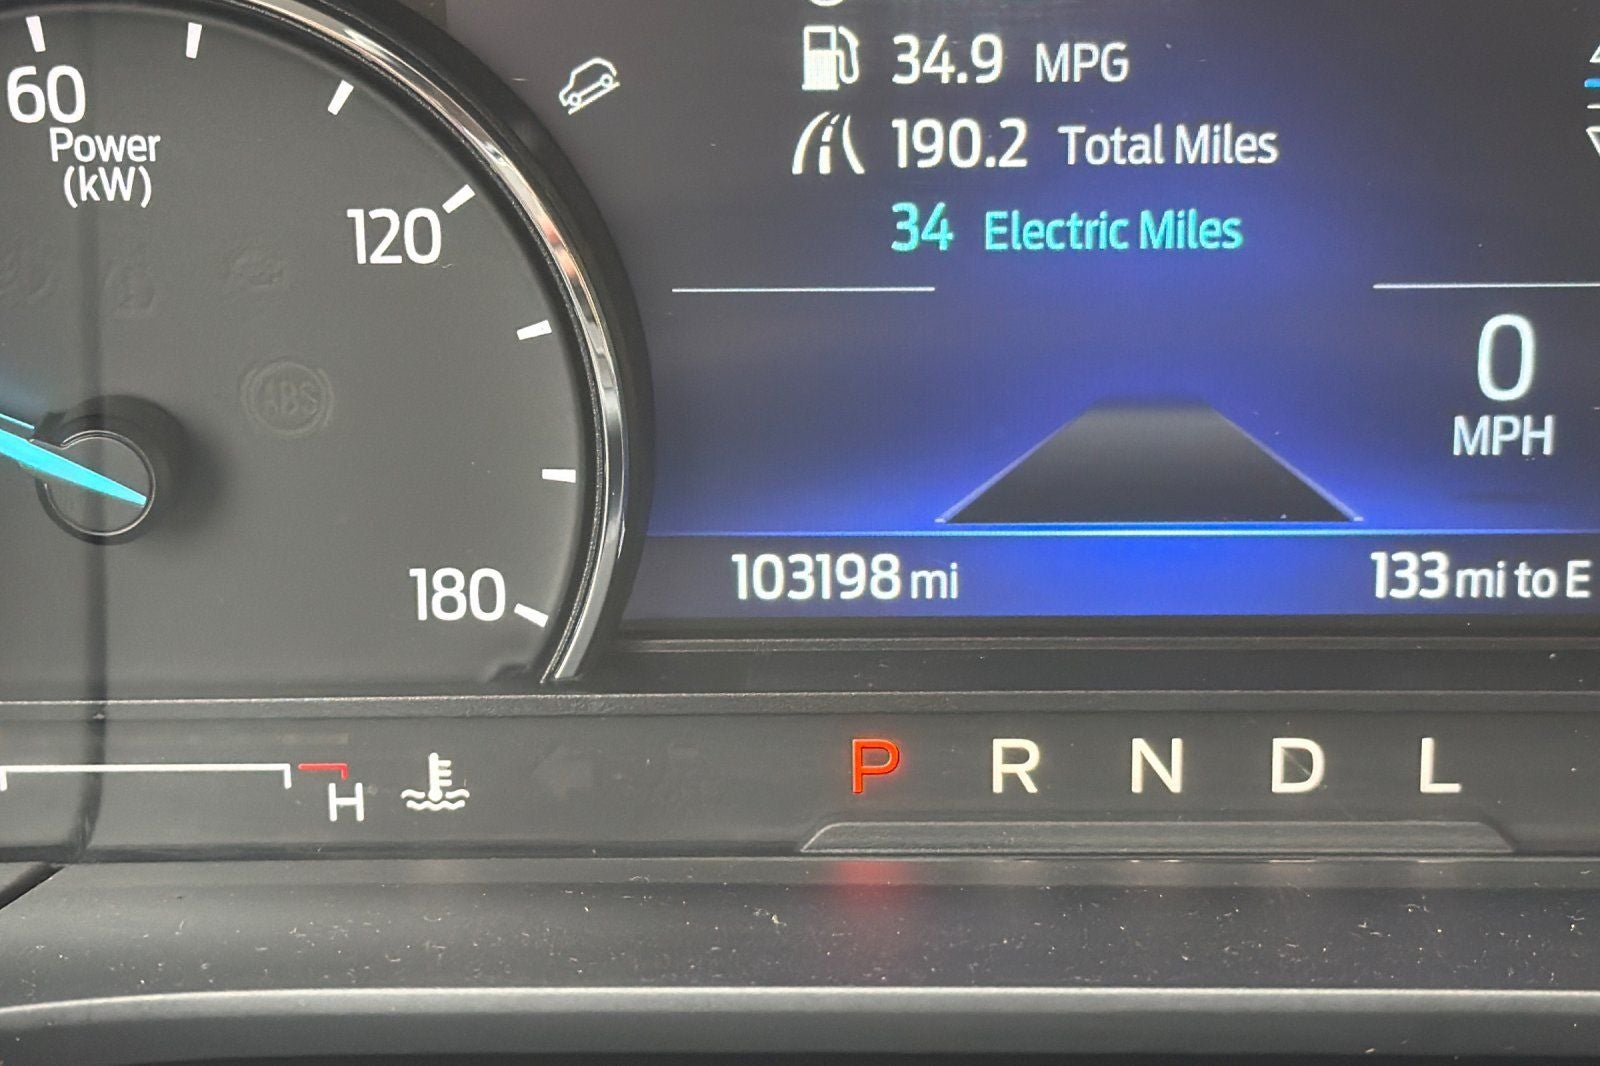 60
Power
(kW)
120
180
34.9 MPG
190.2 Total Miles
34 Electric Miles
0
MPH
103198 mi
133 mi to E
ABS
H
P R N D L